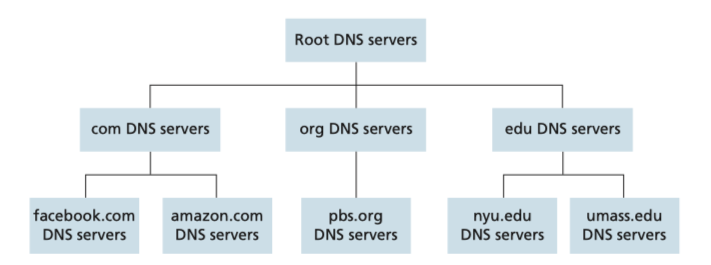 Root DNS servers
com DNS servers
org DNS servers
edu DNS servers
facebook.com
DNS servers
amazon.com
DNS servers
pbs.org
DNS servers
nyu.edu
DNS servers
umass.edu
DNS servers